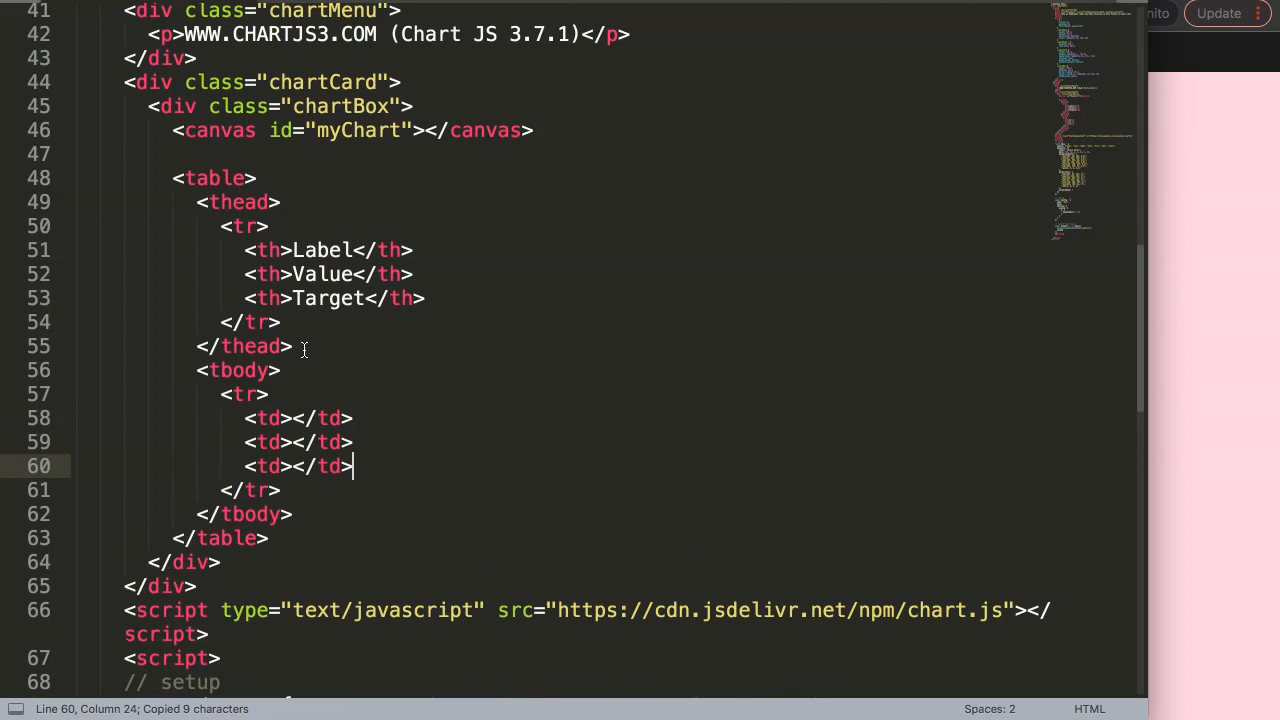 nito
Update
41 <div class="chartMenu">
42 <p>WWW.CHARTJS3.COM (Chart JS 3.7.1)</p>
43 </div>
44 <div class="chartCard">
45 <div class="chartBox">
46 <canvas id="myChart"></canvas>
47
48 <table>
49 <thead>
50 <tr>
51 <th>Label</th>
52 <th>Value</th>
53 <th>Target</th>
54 </tr>
55 </thead>
56 <tbody>
57 <tr>
58 <td></td>
59 <td></td>
60 <td></td>
61 </tr>
62 </tbody>
63 </table>
64 </div>
65 </div>
66 <script type="text/javascript" src="https://cdn.jsdelivr.net/npm/chart.js"></
script>
67 <script>
68 // setup
Line 60, Column 24; Copied 9 characters
Spaces: 2
HTML